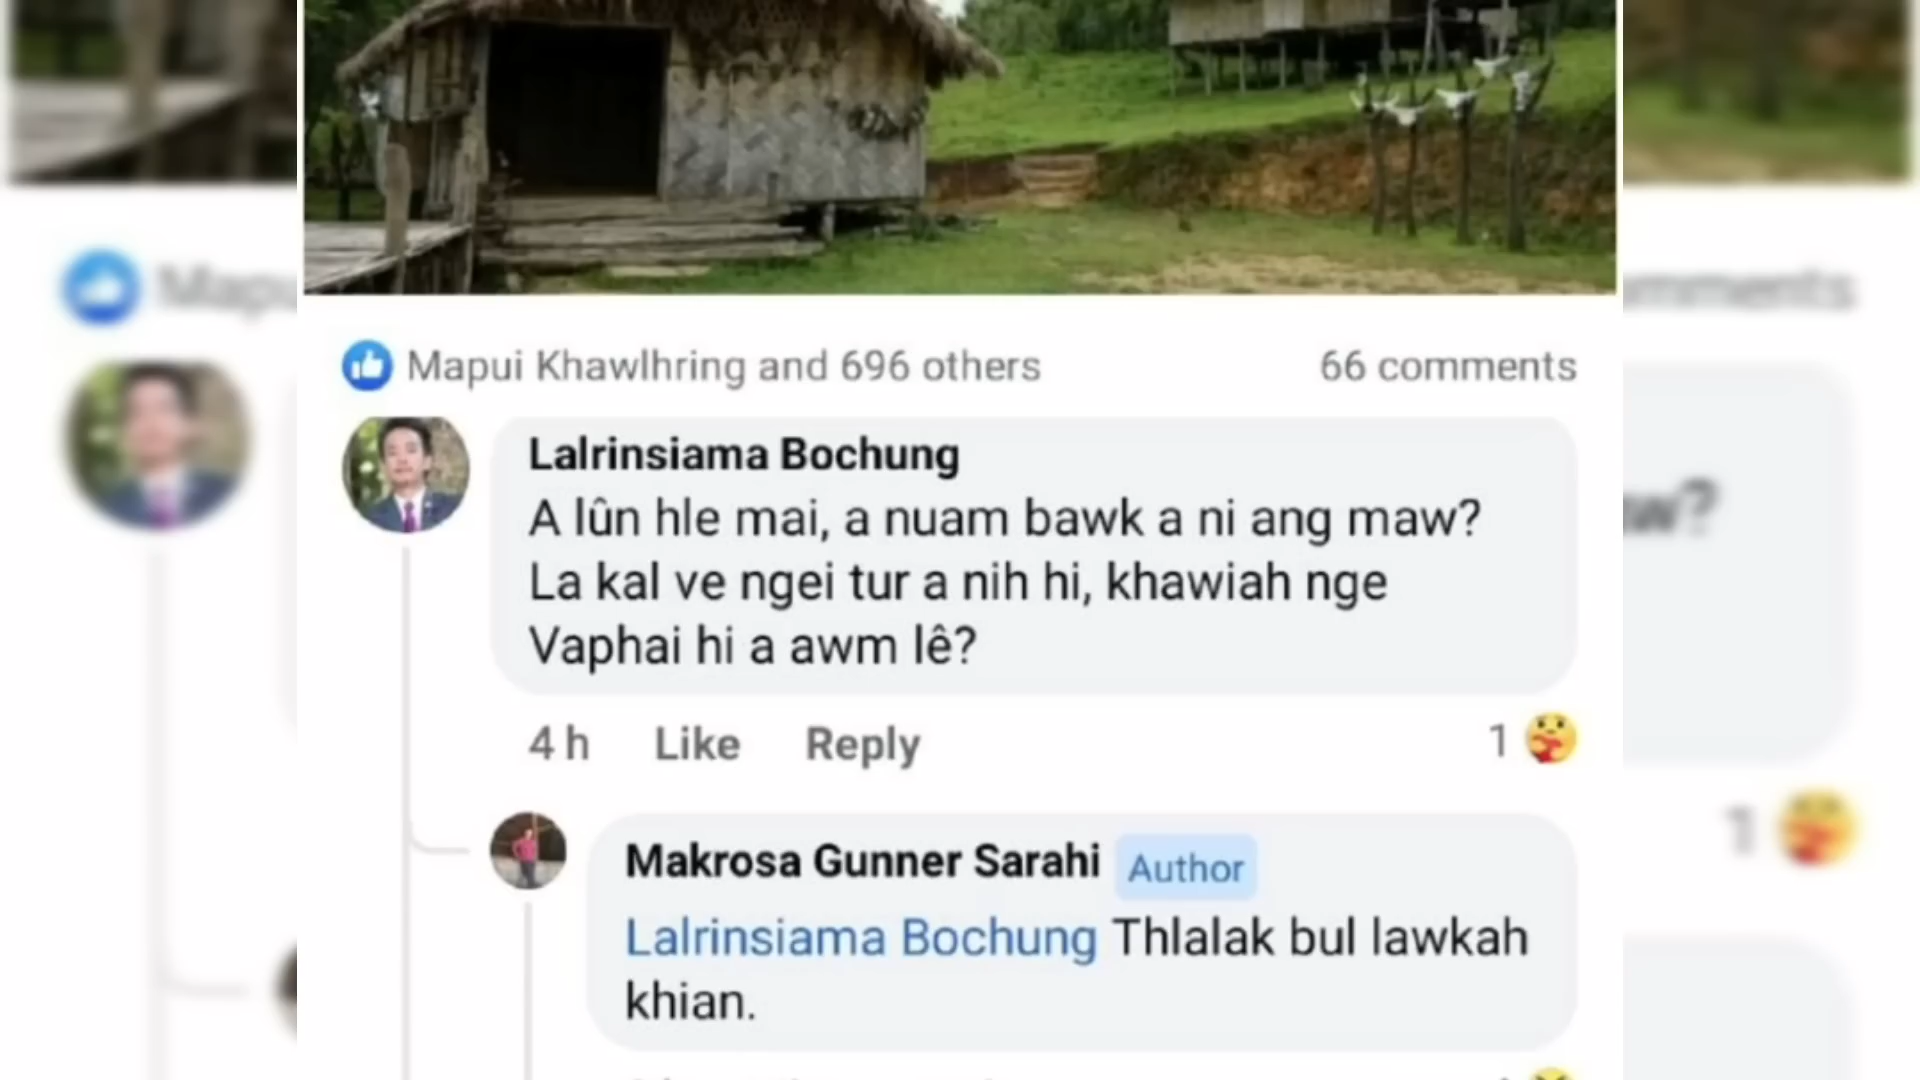 Mapui Khawlhring and 696 others 66 comments
Lalrinsiama Bochung
A lûn hle mai, a nuam bawk a ni ang maw?
La kal ve ngei tur a nih hi, khawiah nge
Vaphai hi a awm lê?
4 h Like Reply 1
Makrosa Gunner Sarahi Author
Lalrinsiama Bochung Thlalak bul lawkah
khian.